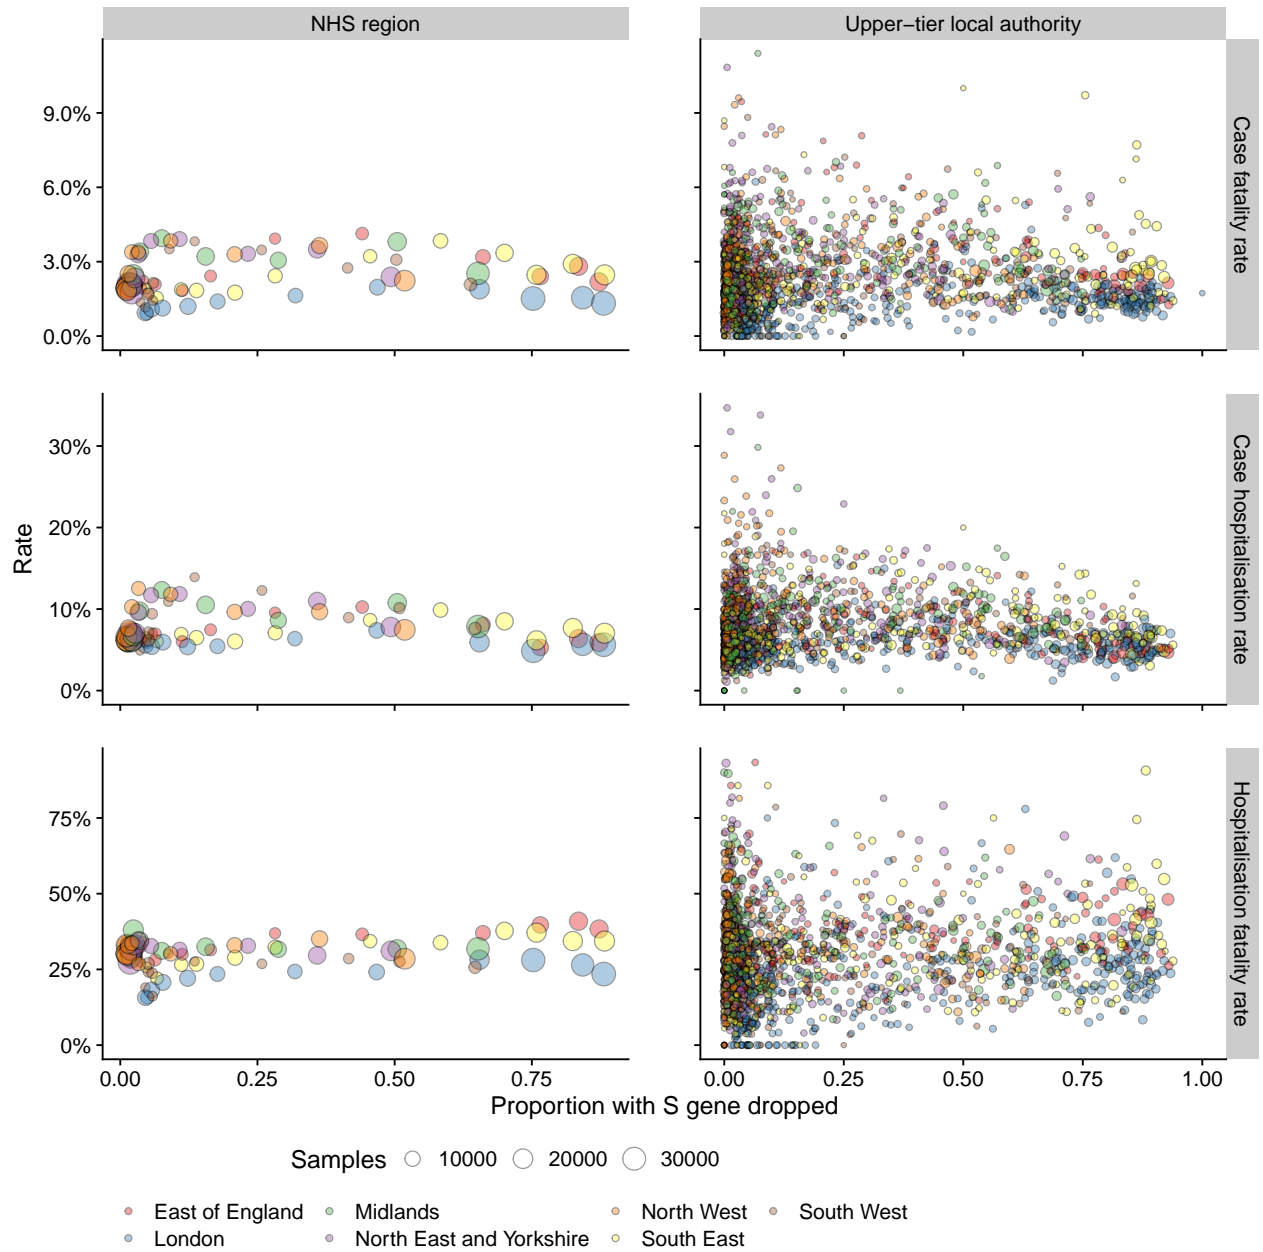 NHS region
Upper−tier local authority
9.0%
6.0%
3.0%
0.0%
Case fatality rate
30%
20%
10%
0%
Case hospitalisation rate
Rate
75%
50%
25%
0%
Hospitalisation fatality rate
0.00 0.25 0.50 0.75
0.00 0.25 0.50 0.75 1.00
Proportion with S gene dropped
Samples 10000 20000 30000
East of England Midlands North West South West
London North East and Yorkshire South East